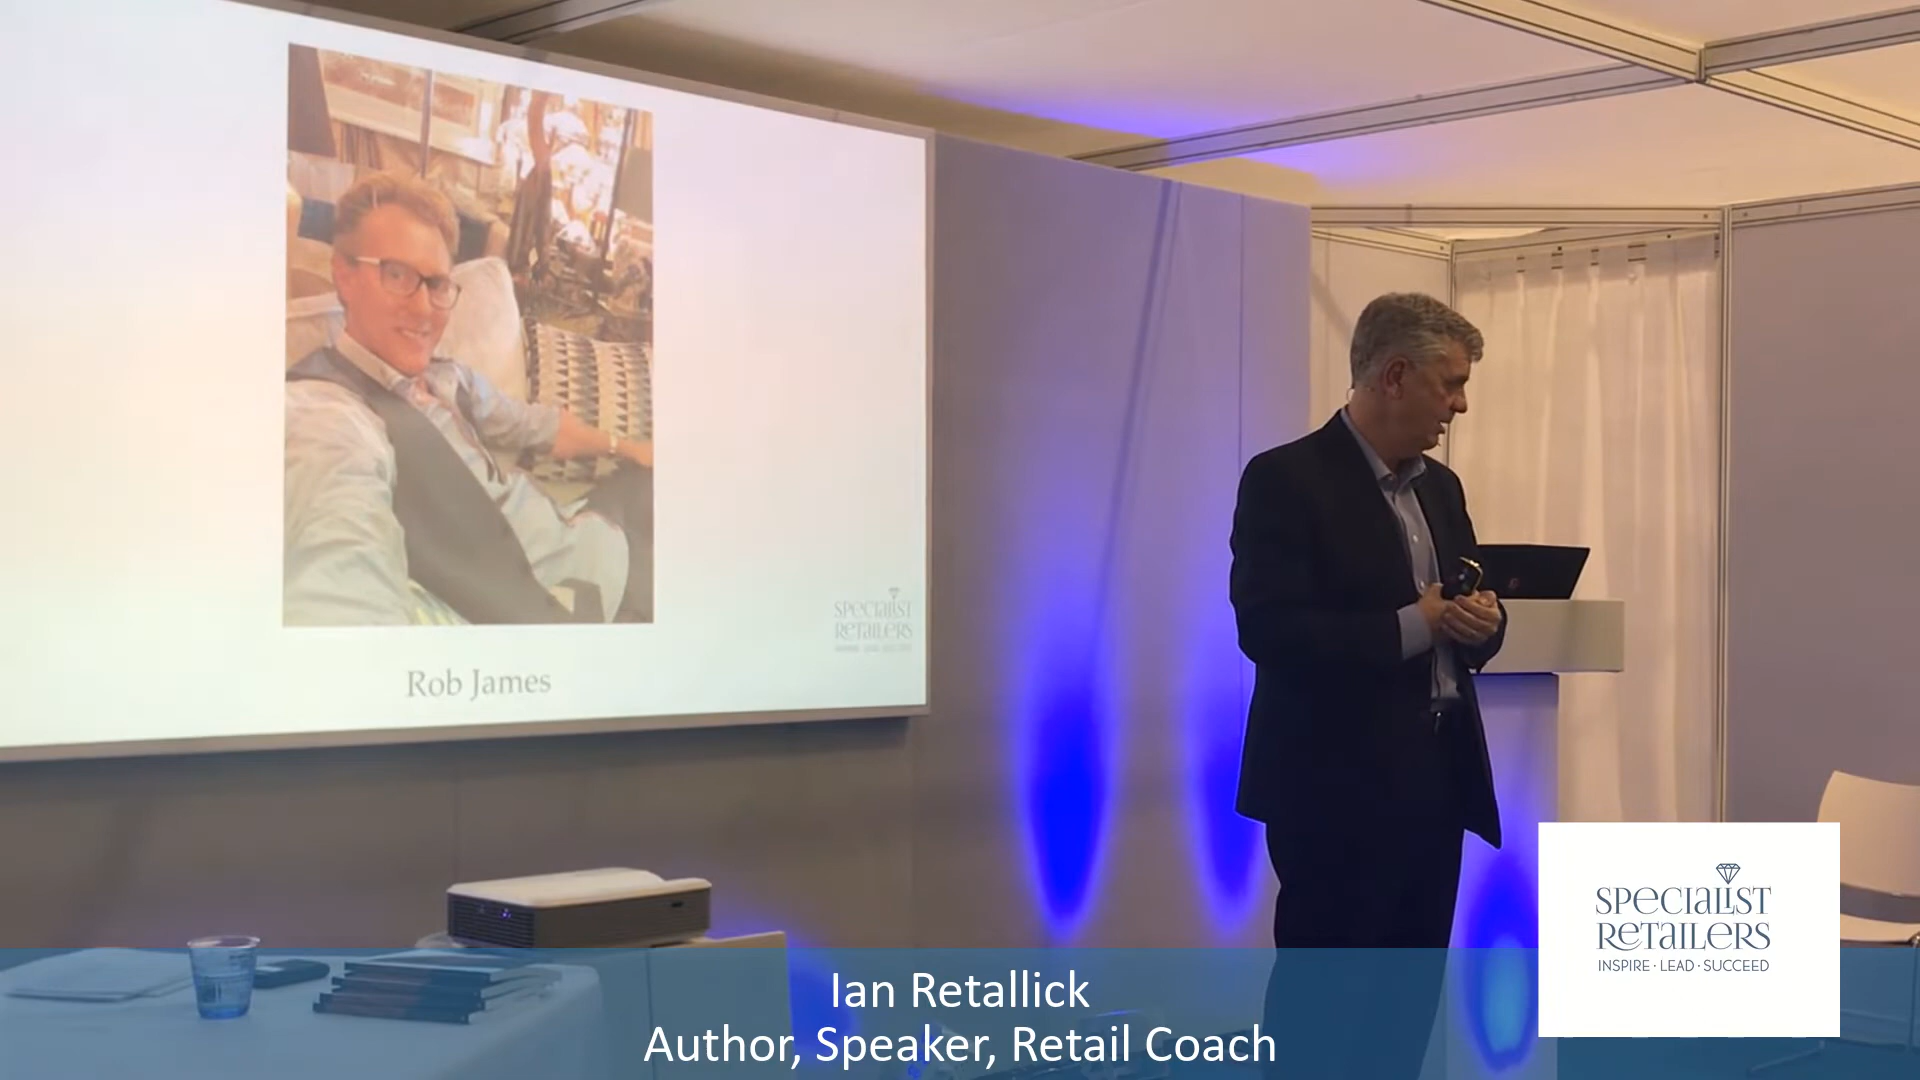 Rob James
SPECIALIST
RETAILERS
Ian Retallick
Author, Speaker, Retail Coach
SPECIALIST
RETAILERS
INSPIRE · LEAD · SUCCEED